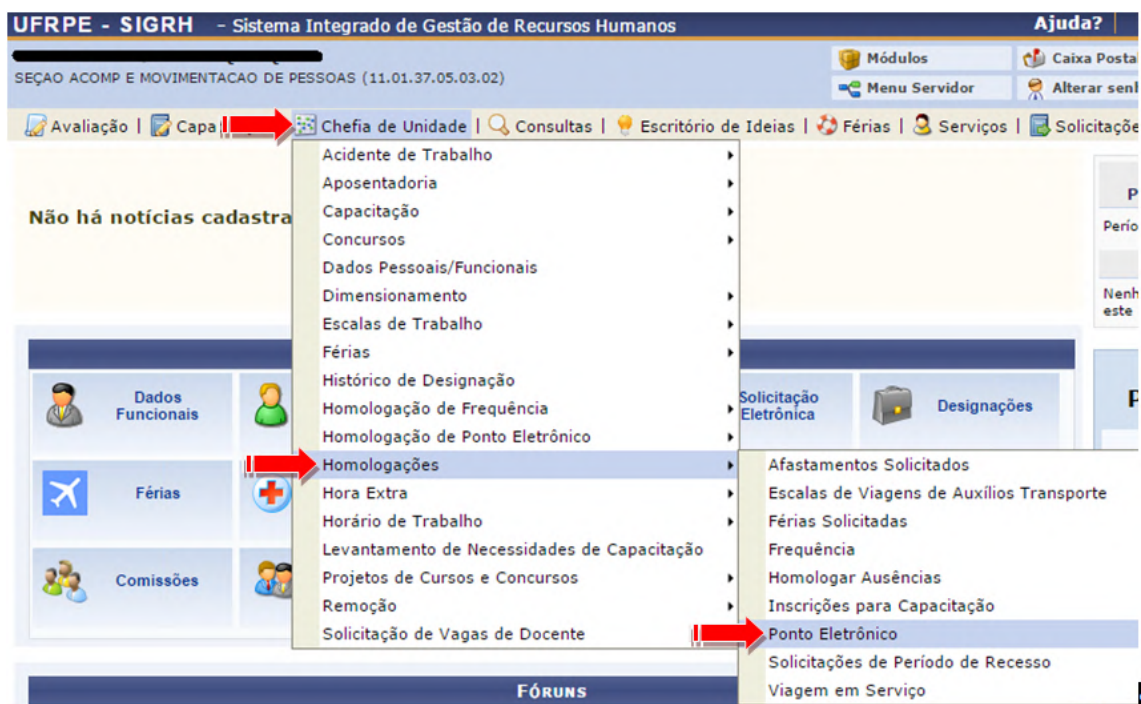 UFRPE - SIGRH - Sistema Integrado de Gestão de Recursos Humanos Ajuda?
Módulos Caixa Posta
SEÇAO ACOMP E MOVIMENTACAO DE PESSOAS (11.01.37.05.03.02)
Menu Servidor Alterar senl
Avaliação | Capa Chefia de Unidade | Consultas | Escritório de Ideias | Férias | Serviços | Solicitaçõe
Acidente de Trabalho
Aposentadoria
Capacitação
Concursos
Dados Pessoais/Funcionais
Dimensionamento
Escalas de Trabalho
Férias
Histórico de Designação
Homologação de Frequência
Homologação de Ponto Eletrônico
Homologações
Hora Extra
Horário de Trabalho
Levantamento de Necessidades de Capacitação
Projetos de Cursos e Concursos
Remoção
Solicitação de Vagas de Docente
Afastamentos Solicitados
Escalas de Viagens de Auxílios Transporte
Férias Solicitadas
Frequência
Homologar Ausências
Inscrições para Capacitação
Ponto Eletrônico
Solicitações de Período de Recesso
Viagem em Serviço
Não há notícias cadastra
P
Perío
Nenh
este
Dados
Funcionais
Solicitação
Eletrônica
Designações
P
Férias
Comissões
FÓRUNS